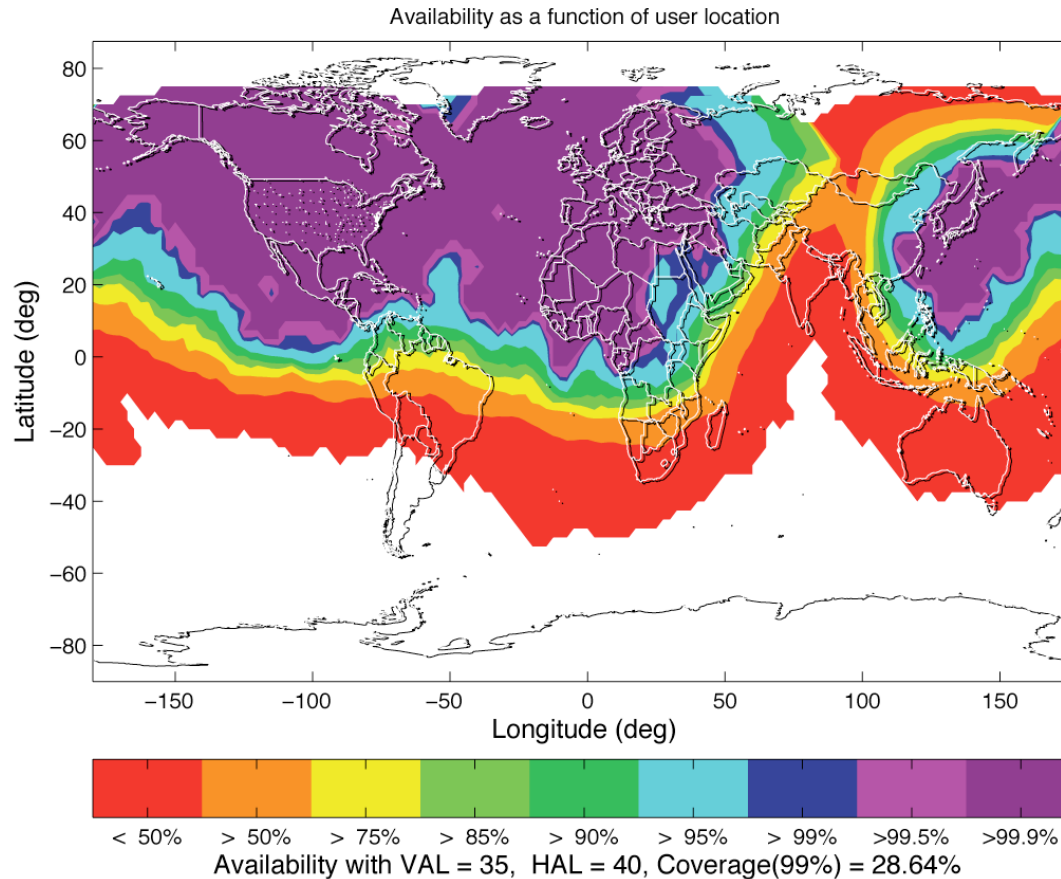 Availability as a function of user location
80
60
40
20
0
−20
−40
−60
−80
Latitude (deg)
−150 −100 −50 0 50 100 150
Longitude (deg)
< 50% > 50% > 75% > 85% > 90% > 95% > 99% >99.5% >99.9%
Availability with VAL = 35, HAL = 40, Coverage(99%) = 28.64%